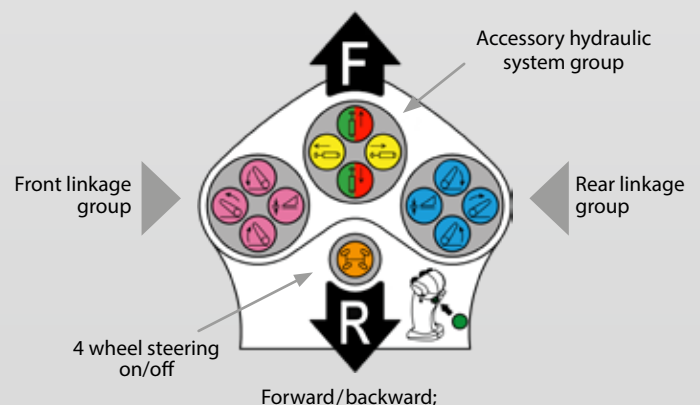 F
Accessory hydraulic
system group
Front linkage
group
Rear linkage
group
R
4 wheel steering
on/off
Forward/backward;